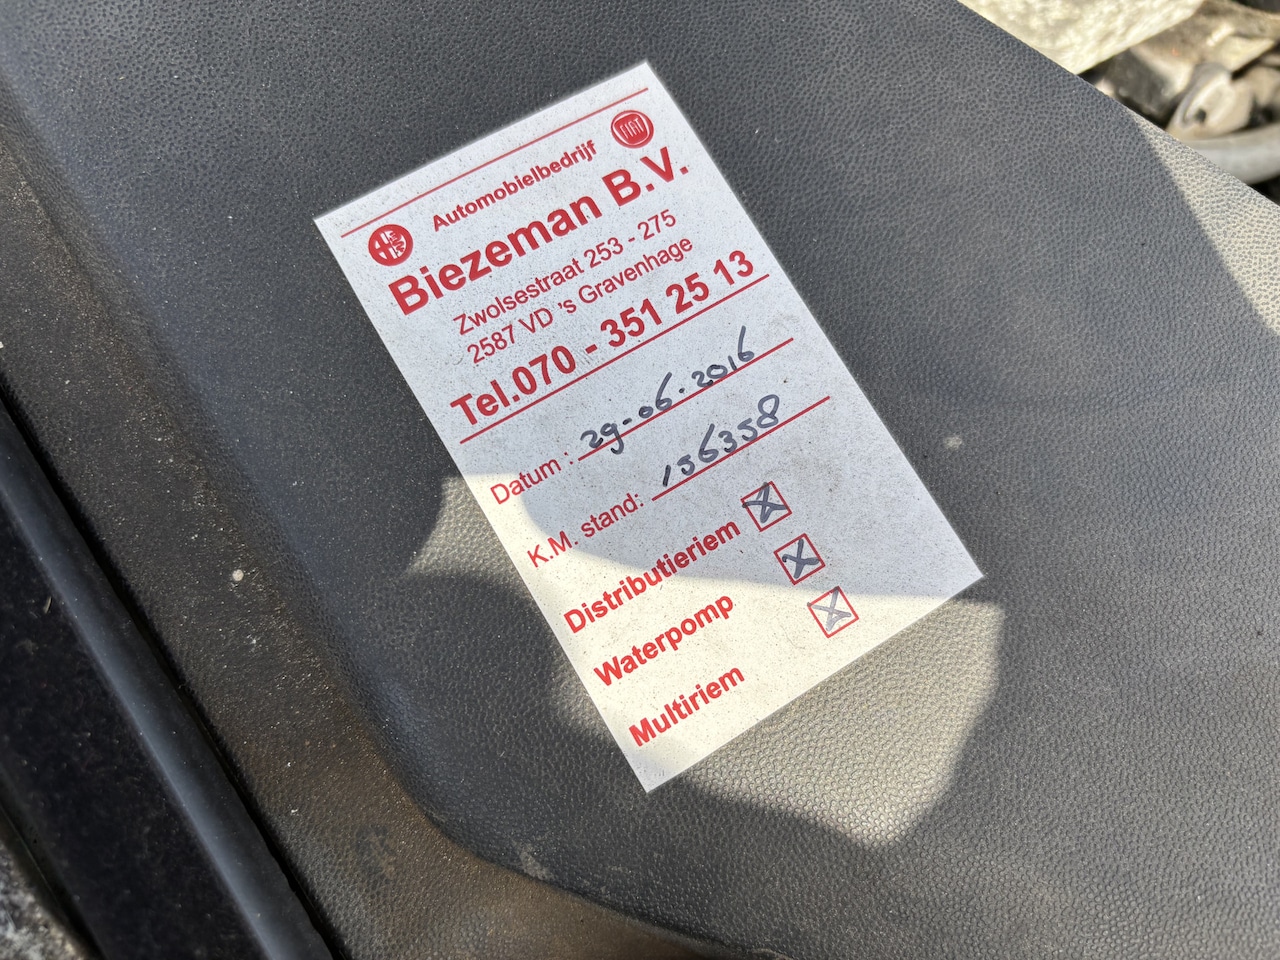 FIAT
Automobielbedrijf
Biezeman B.V.
Zwolsestraat 253 - 275
2587 VD 's Gravenhage
Tel.070 - 351 25 13
Datum : 29-06-2016
K.M. stand: 156358
Distributieriem X
Waterpomp X
Multiriem X